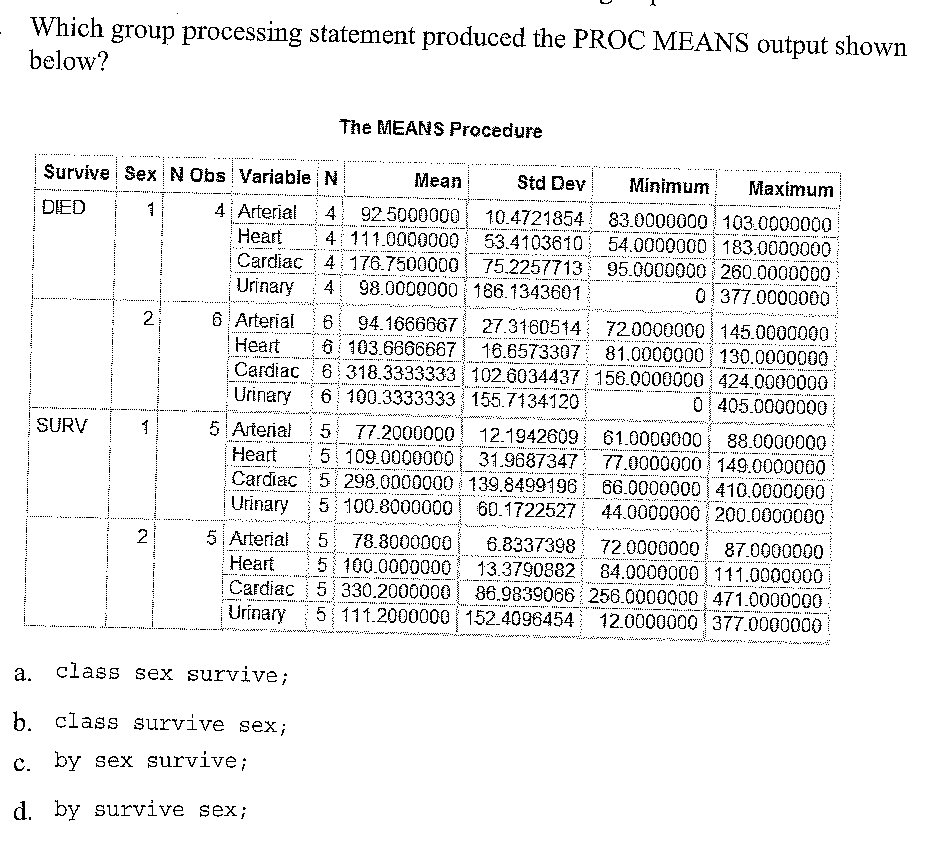 Which group processing statement produced the PROC MEANS output shown
below?
The MEANS Procedure
Survive Sex N Obs Variable N Mean Std Dev Minimum Maximum
DIED 1 4 Arterial 4 92.5000000 10.4721854 83.0000000 103.0000000
Heart 4 111.0000000 53.4103610 54.0000000 183.0000000
Cardiac 4 176.7500000 75.2257713 95.0000000 260.0000000
Urinary 4 98.0000000 186.1343601 0 377.0000000
2 6 Arterial 6 94.1666667 27.3160514 72.0000000 145.0000000
Heart 6 103.6666667 16.6573307 81.0000000 130.0000000
Cardiac 6 318.3333333 102.6034437 156.0000000 424.0000000
Urinary 6 100.3333333 155.7134120 0 405.0000000
SURV 1 5 Arterial 5 77.2000000 12.1942609 61.0000000 88.0000000
Heart 5 109.0000000 31.9687347 77.0000000 149.0000000
Cardiac 5 298.0000000 139.8499196 66.0000000 410.0000000
Urinary 5 100.8000000 60.1722527 44.0000000 200.0000000
2 5 Arterial 5 78.8000000 6.8337398 72.0000000 87.0000000
Heart 5 100.0000000 13.3790882 84.0000000 111.0000000
Cardiac 5 330.2000000 86.9839066 256.0000000 471.0000000
Urinary 5 111.2000000 152.4096454 12.0000000 377.0000000
a. class sex survive;
b. class survive sex;
c. by sex survive;
d. by survive sex;